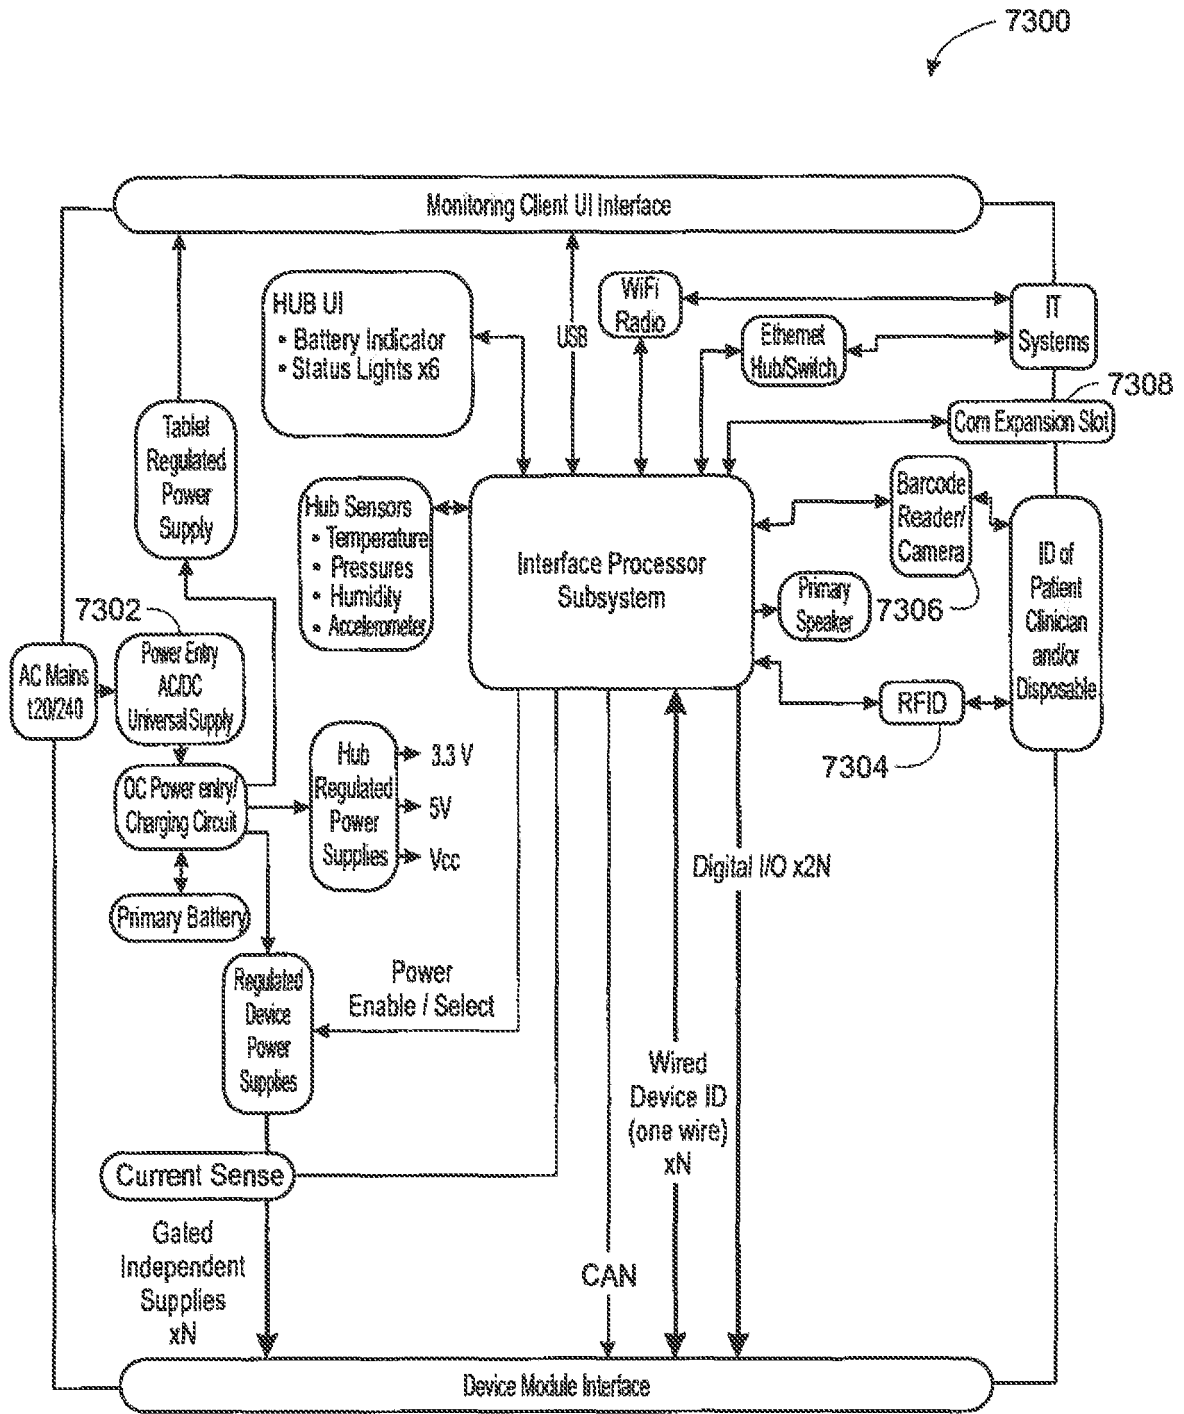 7300
Monitoring Client UI Interface
HUB UI
• Battery Indicator
• Status Lights x6
USB
WiFi
Radio
Ethernet
Hub/Switch
IT
Systems
7308
Com Expansion Slot
Tablet
Regulated
Power
Supply
Hub Sensors
• Temperature
• Pressures
• Humidity
• Accelerometer
Interface Processor
Subsystem
Barcode
Reader/
Camera
7306
Primary
Speaker
ID of
Patient
Clinician
and/or
Disposable
RFID
7304
7302
AC Mains
120/240
Power Entry
AC/DC
Universal Supply
OC Power entry/
Charging Circuit
Primary Battery
Hub
Regulated
Power
Supplies
3.3 V
5V
Vcc
Digital I/O x2N
Regulated
Device
Power
Supplies
Power
Enable / Select
Wired
Device ID
(one wire)
xN
Current Sense
Gated
Independent
Supplies
xN
CAN
Device Module Interface